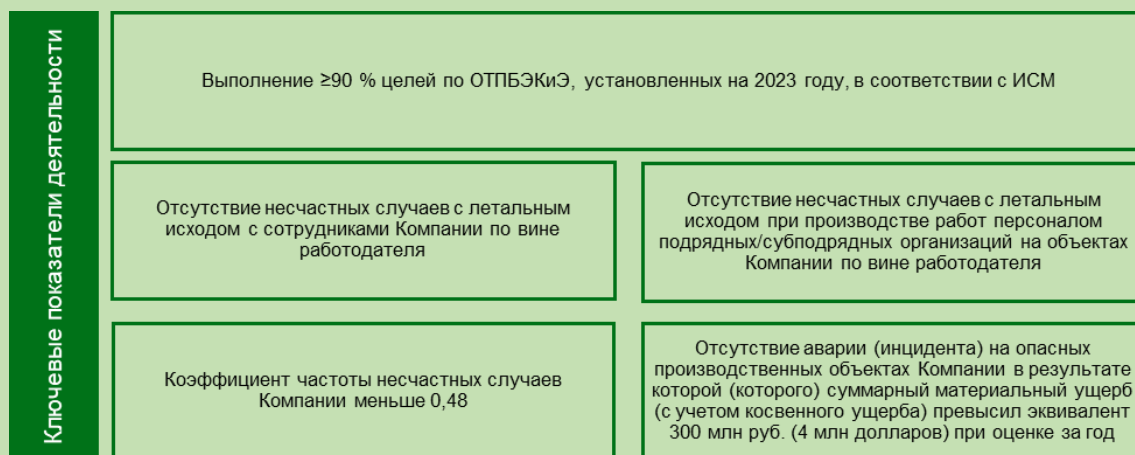 Ключевые показатели деятельности
Выполнение ≥90 % целей по ОТПБЭКиЭ, установленных на 2023 году, в соответствии с ИСМ
Отсутствие несчастных случаев с летальным
исходом с сотрудниками Компании по вине
работодателя
Отсутствие несчастных случаев с летальным
исходом при производстве работ персоналом
подрядных/субподрядных организаций на объектах
Компании по вине работодателя
Коэффициент частоты несчастных случаев
Компании меньше 0,48
Отсутствие аварии (инцидента) на опасных
производственных объектах Компании в результате
которой (которого) суммарный материальный ущерб
(с учетом косвенного ущерба) превысил эквивалент
300 млн руб. (4 млн долларов) при оценке за год